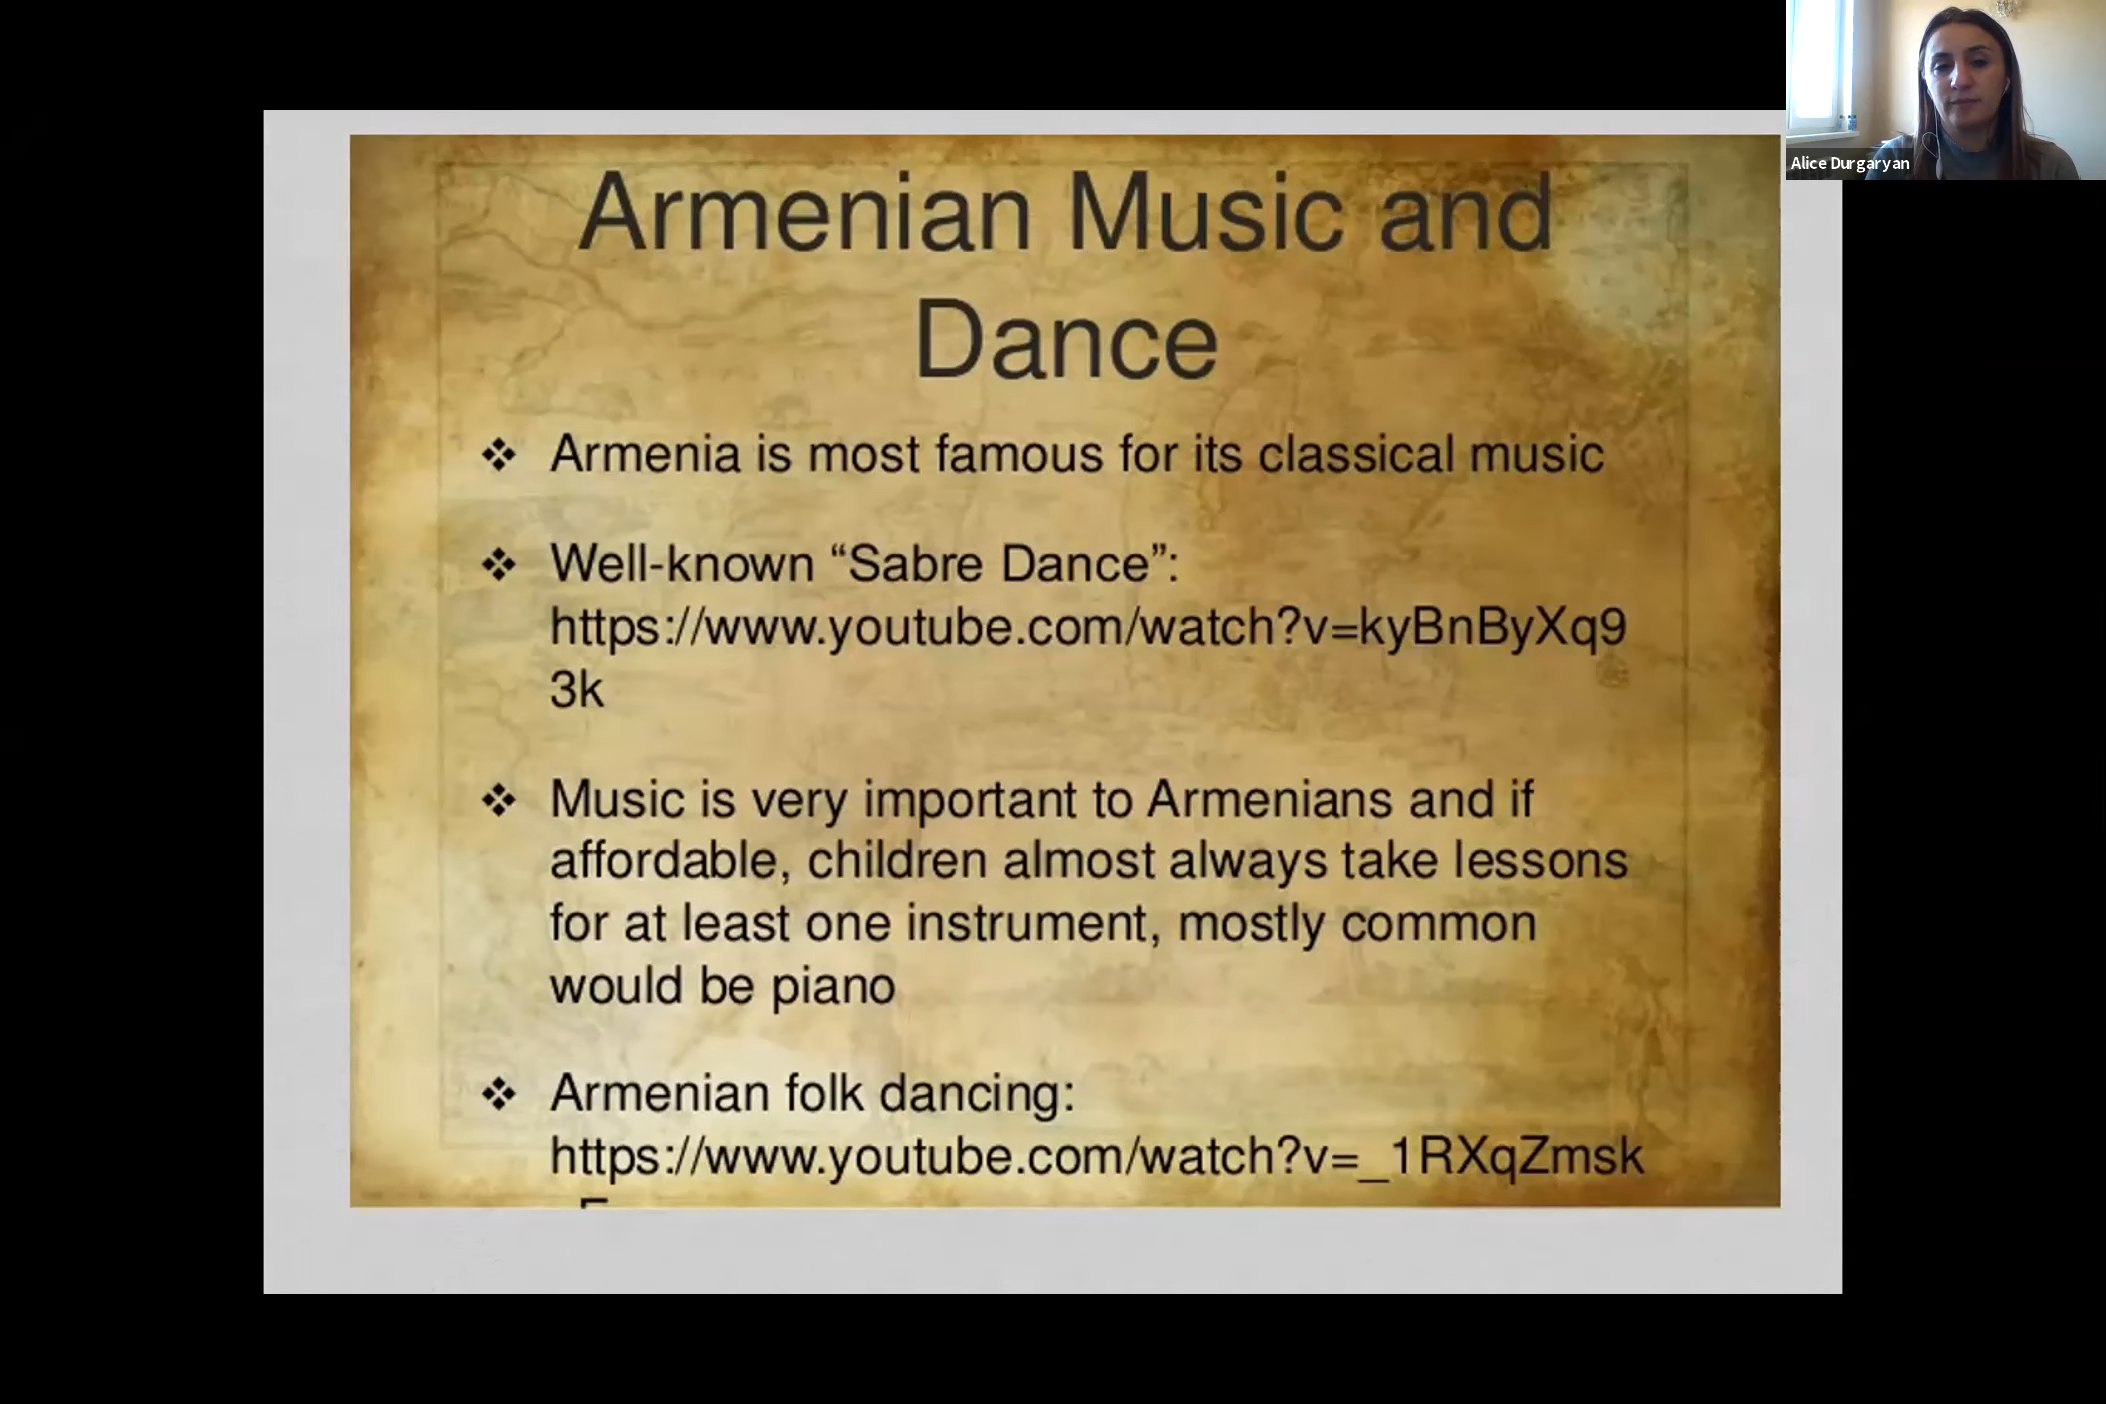 Alice Durgaryan
Armenian Music and
Dance
❖ Armenia is most famous for its classical music
❖ Well-known “Sabre Dance”:
https://www.youtube.com/watch?v=kyBnByXq9
3k
❖ Music is very important to Armenians and if
affordable, children almost always take lessons
for at least one instrument, mostly common
would be piano
❖ Armenian folk dancing:
https://www.youtube.com/watch?v=_1RXqZmsk